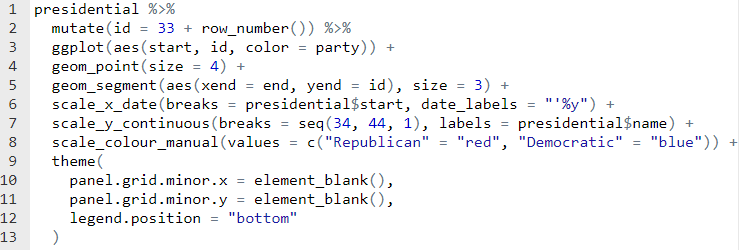 1 presidential %>%
2   mutate(id = 33 + row_number()) %>%
3   ggplot(aes(start, id, color = party)) +
4   geom_point(size = 4) +
5   geom_segment(aes(xend = end, yend = id), size = 3) +
6   scale_x_date(breaks = presidential$start, date_labels = "'%y") +
7   scale_y_continuous(breaks = seq(34, 44, 1), labels = presidential$name) +
8   scale_colour_manual(values = c("Republican" = "red", "Democratic" = "blue")) +
9   theme(
10     panel.grid.minor.x = element_blank(),
11     panel.grid.minor.y = element_blank(),
12     legend.position = "bottom"
13   )